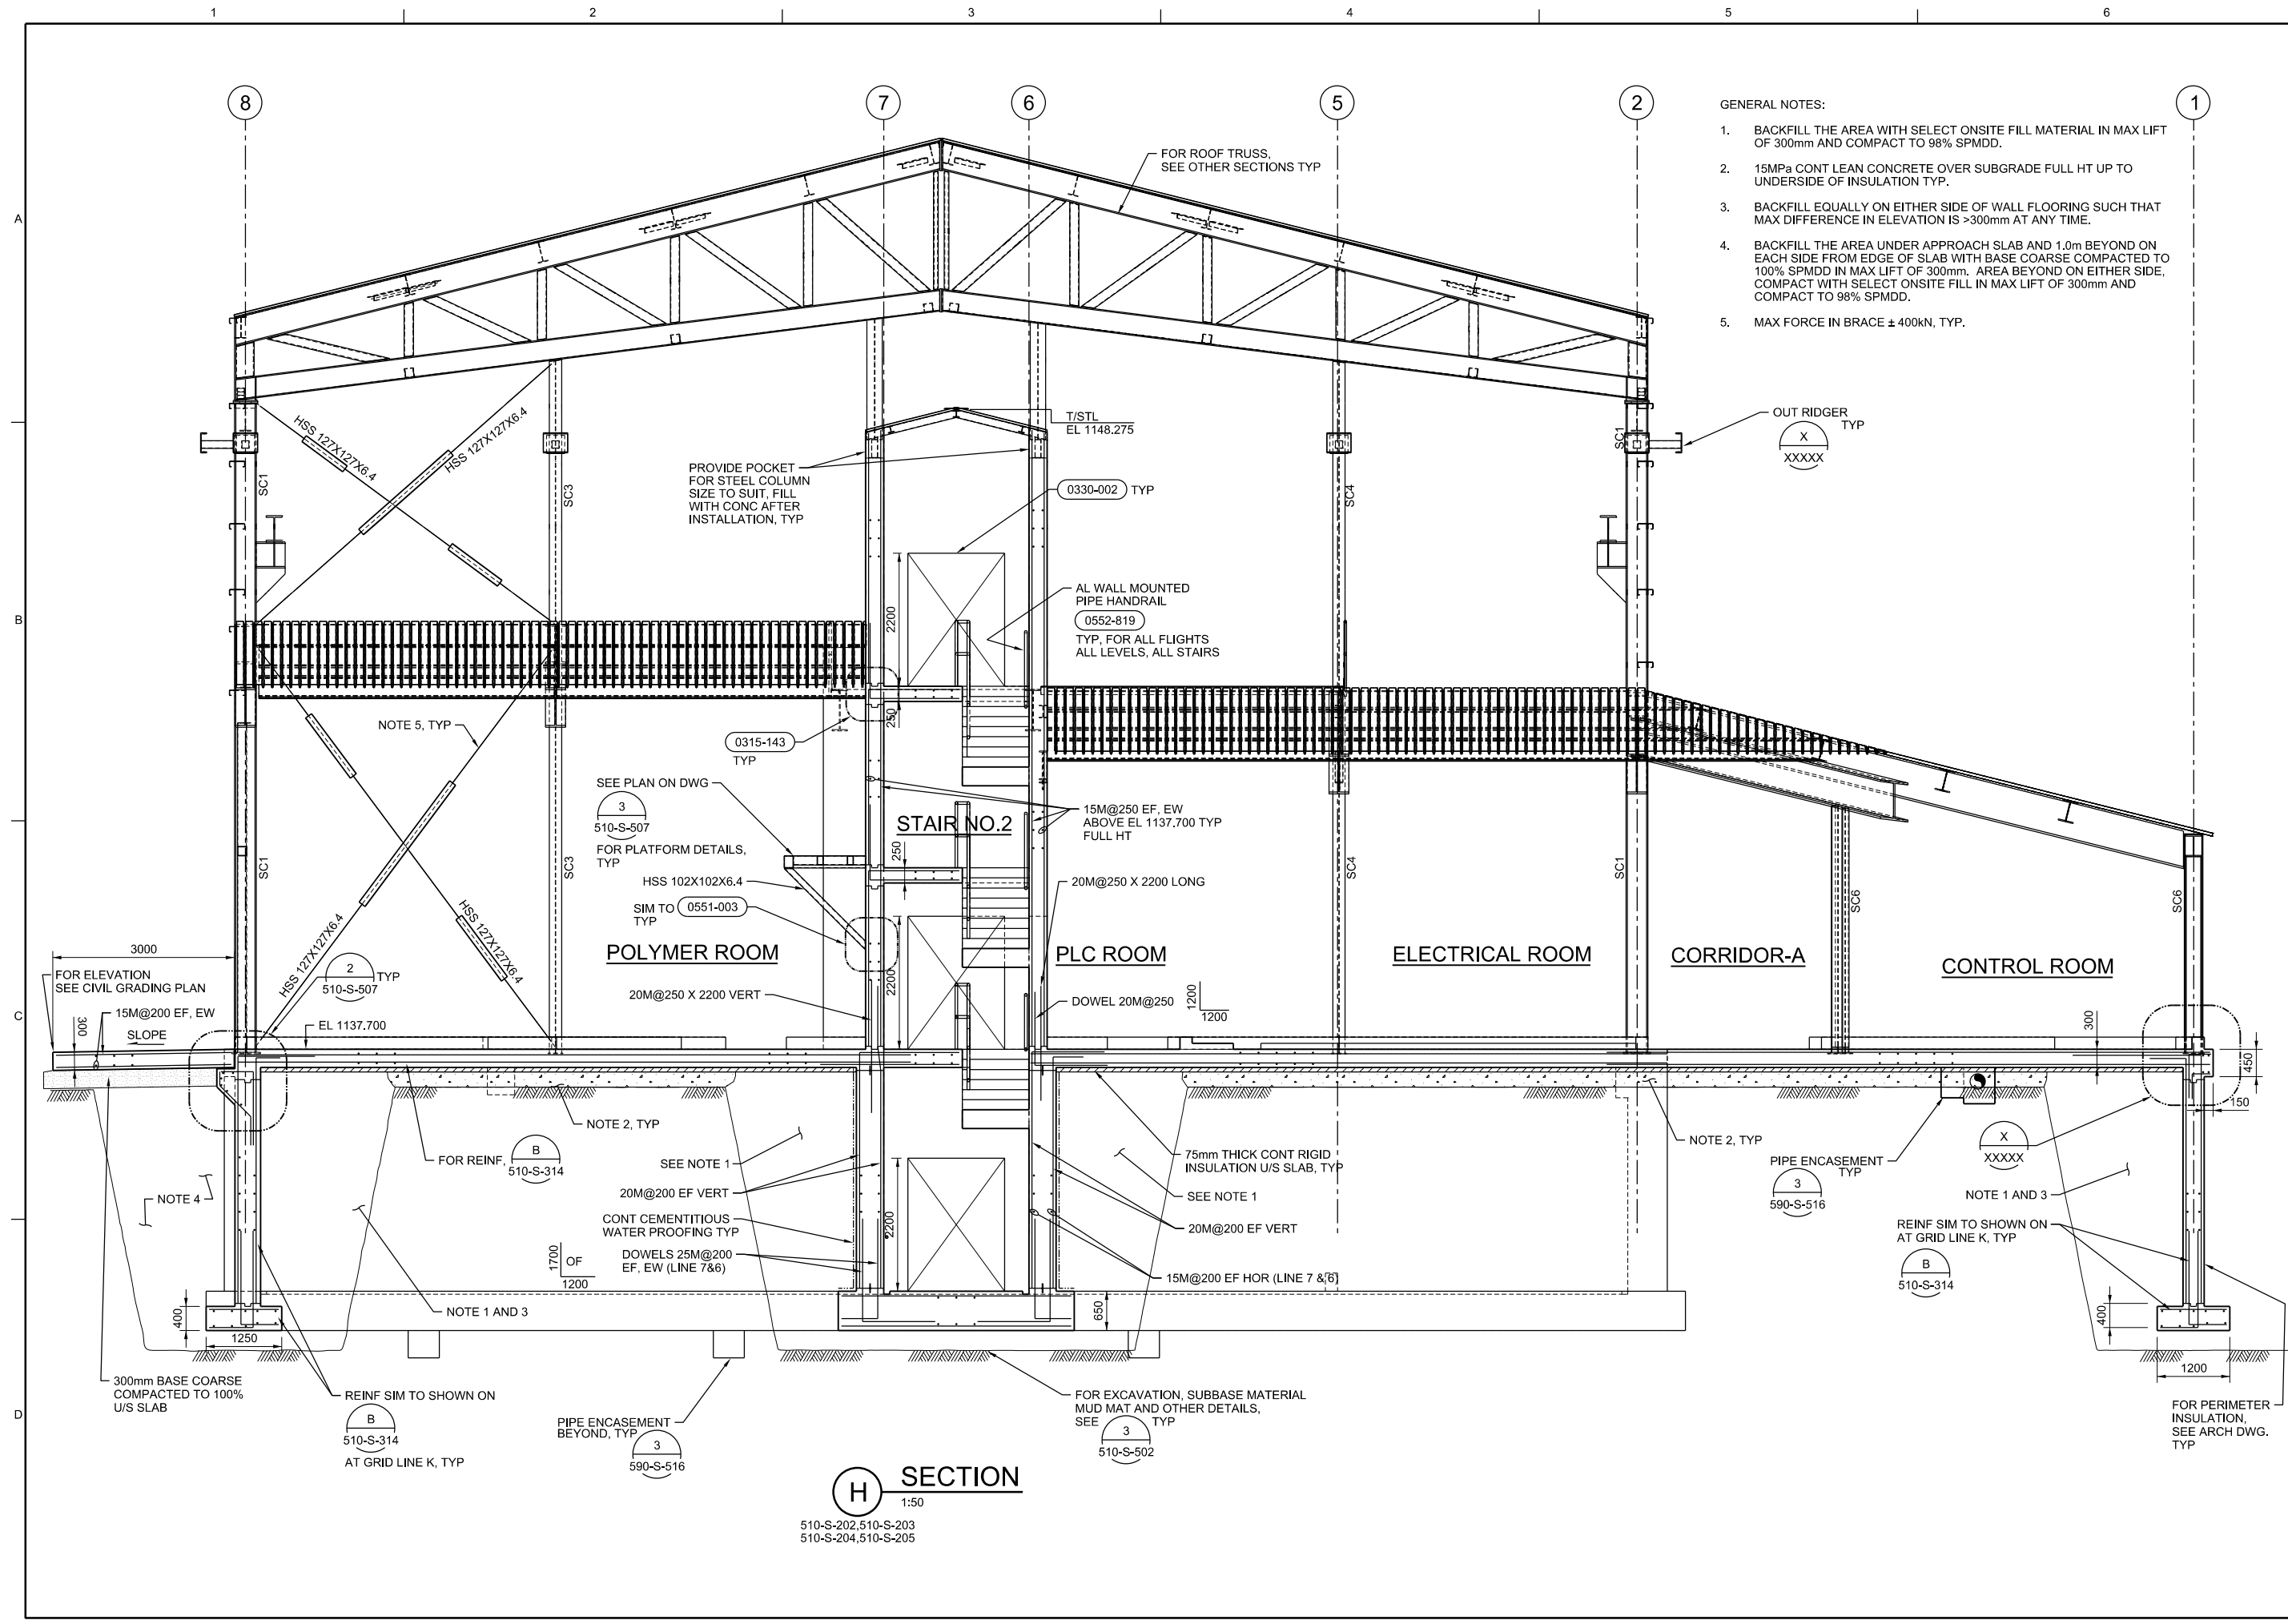 1 2 3 4 5 6
8 7 6 5 2 1
GENERAL NOTES:
1. BACKFILL THE AREA WITH SELECT ONSITE FILL MATERIAL IN MAX LIFT
OF 300mm AND COMPACT TO 98% SPMDD.
2. 15MPa CONT LEAN CONCRETE OVER SUBGRADE FULL HT UP TO
UNDERSIDE OF INSULATION TYP.
3. BACKFILL EQUALLY ON EITHER SIDE OF WALL FLOORING SUCH THAT
MAX DIFFERENCE IN ELEVATION IS >300mm AT ANY TIME.
4. BACKFILL THE AREA UNDER APPROACH SLAB AND 1.0m BEYOND ON
EACH SIDE FROM EDGE OF SLAB WITH BASE COARSE COMPACTED TO
100% SPMDD IN MAX LIFT OF 300mm. AREA BEYOND ON EITHER SIDE,
COMPACT WITH SELECT ONSITE FILL IN MAX LIFT OF 300mm AND
COMPACT TO 98% SPMDD.
5. MAX FORCE IN BRACE ± 400kN, TYP.
A
FOR ROOF TRUSS,
SEE OTHER SECTIONS TYP
T/STL
EL 1148.275
OUT RIDGER
TYP
X
XXXXX
HSS 127X127X6.4
HSS 127X127X6.4
SC1
SC3
SC4
SC1
PROVIDE POCKET
FOR STEEL COLUMN
SIZE TO SUIT, FILL
WITH CONC AFTER
INSTALLATION, TYP
0330-002 TYP
B
2200
AL WALL MOUNTED
PIPE HANDRAIL
0552-819
TYP, FOR ALL FLIGHTS
ALL LEVELS, ALL STAIRS
250
NOTE 5, TYP
0315-143
TYP
SEE PLAN ON DWG
3
510-S-507
FOR PLATFORM DETAILS,
TYP
STAIR NO.2
250
15M@250 EF, EW
ABOVE EL 1137.700 TYP
FULL HT
HSS 102X102X6.4
SIM TO 0551-003
TYP
20M@250 X 2200 LONG
SC1
SC3
SC4
SC1
SC6
SC6
POLYMER ROOM
PLC ROOM
ELECTRICAL ROOM
CORRIDOR-A
CONTROL ROOM
3000
FOR ELEVATION
SEE CIVIL GRADING PLAN
HSS 127X127X6.4
HSS 127X127X6.4
2
510-S-507
TYP
2200
20M@250 X 2200 VERT
DOWEL 20M@250
1200
1200
C
15M@200 EF, EW
300
SLOPE
EL 1137.700
300
450
150
NOTE 2, TYP
FOR REINF,
B
510-S-314
SEE NOTE 1
75mm THICK CONT RIGID
INSULATION U/S SLAB, TYP
SEE NOTE 1
NOTE 2, TYP
PIPE ENCASEMENT
TYP
3
590-S-516
X
XXXXX
NOTE 4
NOTE 1 AND 3
20M@200 EF VERT
20M@200 EF VERT
CONT CEMENTITIOUS
WATER PROOFING TYP
2200
REINF SIM TO SHOWN ON
AT GRID LINE K, TYP
B
510-S-314
1700
OF
1200
DOWELS 25M@200
EF, EW (LINE 7&6)
15M@200 EF HOR (LINE 7 & 6)
400
1250
NOTE 1 AND 3
650
400
1200
300mm BASE COARSE
COMPACTED TO 100%
U/S SLAB
REINF SIM TO SHOWN ON
B
510-S-314
AT GRID LINE K, TYP
PIPE ENCASEMENT
BEYOND, TYP
3
590-S-516
FOR EXCAVATION, SUBBASE MATERIAL
MUD MAT AND OTHER DETAILS,
SEE
3
510-S-502
TYP
FOR PERIMETER
INSULATION,
SEE ARCH DWG.
TYP
D
H SECTION
1:50
510-S-202,510-S-203
510-S-204,510-S-205